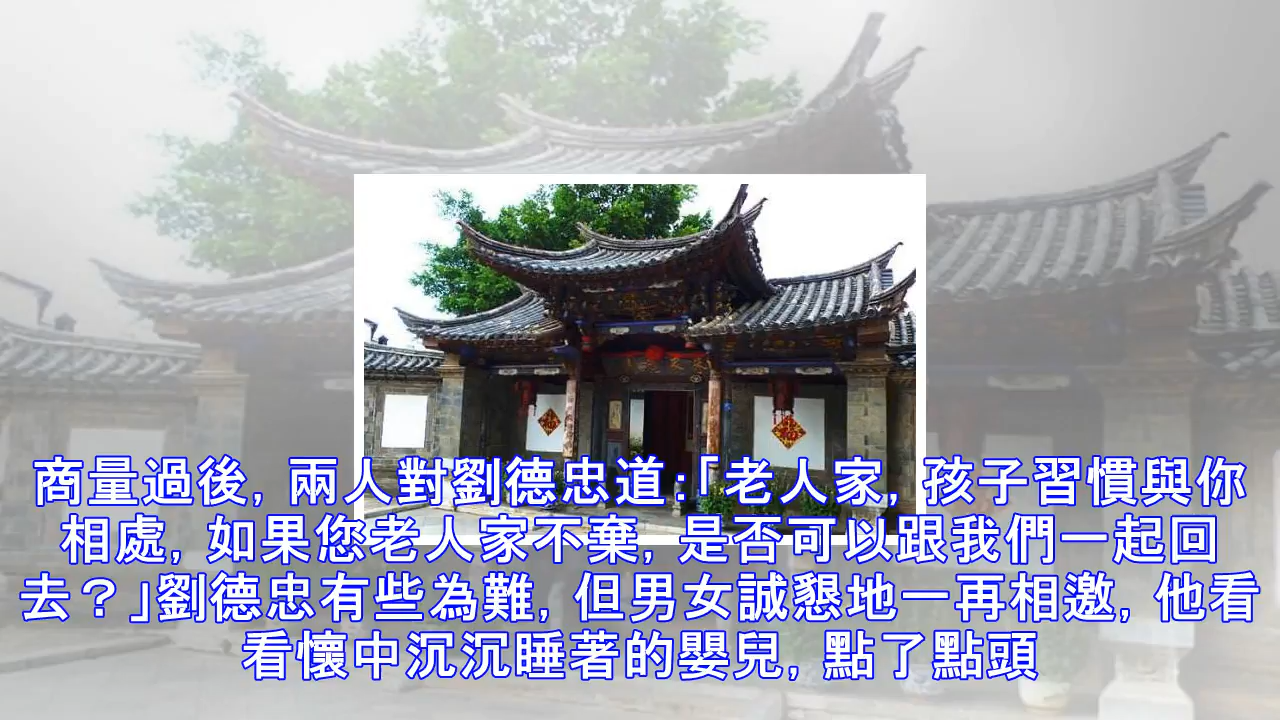 商量過後, 兩人對劉德忠道:「老人家, 孩子習慣與你
相處, 如果您老人家不棄, 是否可以跟我們一起回
去？」劉德忠有些為難, 但男女誠懇地一再相邀, 他看
看懷中沉沉睡著的嬰兒, 點了點頭
福
福